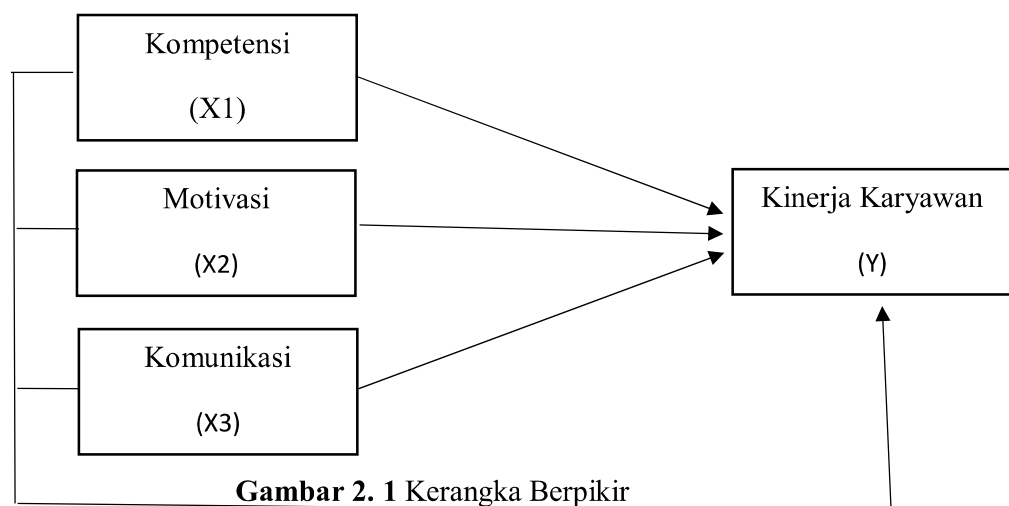 Kompetensi
(X1)
Motivasi
(X2)
Kinerja Karyawan
(Y)
Komunikasi
(X3)
Gambar 2. 1 Kerangka Berpikir